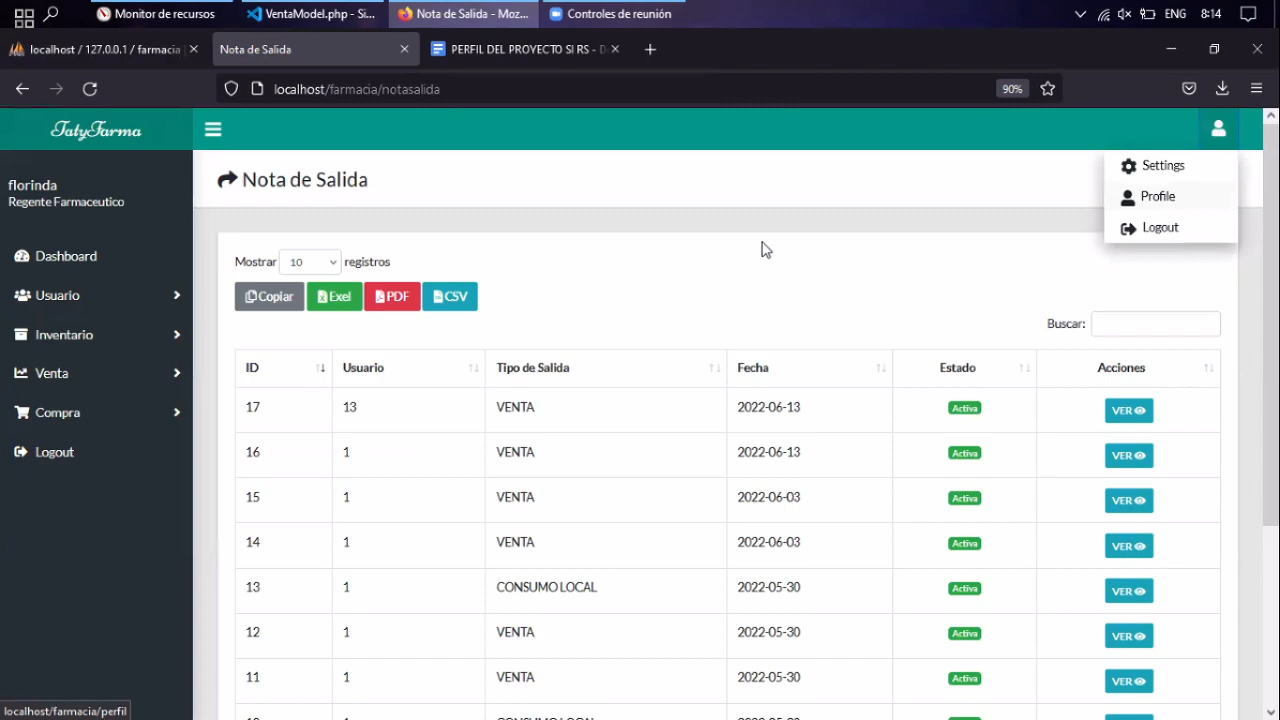 Monitor de recursos
VentaModel.php - Si...
Nota de Salida - Moz...
Controles de reunión
ENG
8:14
localhost / 127.0.0.1 / farmacia
Nota de Salida
PERFIL DEL PROYECTO SI RS - D
localhost/farmacia/notasalida
90%
TatyFarma
Settings
Profile
Logout
florinda
Regente Farmaceutico
Dashboard
Usuario
Inventario
Venta
Compra
Logout
Nota de Salida
Mostrar 10 registros
Copiar Exel PDF CSV
Buscar:
ID Usuario Tipo de Salida Fecha Estado Acciones
17 13 VENTA 2022-06-13 Activa VER
16 1 VENTA 2022-06-13 Activa VER
15 1 VENTA 2022-06-03 Activa VER
14 1 VENTA 2022-06-03 Activa VER
13 1 CONSUMO LOCAL 2022-05-30 Activa VER
12 1 VENTA 2022-05-30 Activa VER
11 1 VENTA 2022-05-30 Activa VER
localhost/farmacia/perfil